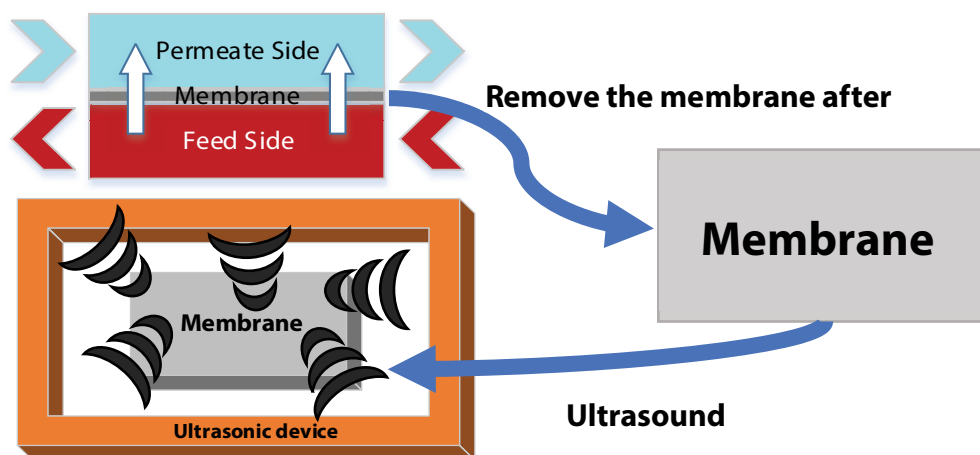 Permeate Side
Membrane
Feed Side
Remove the membrane after
Membrane
Membrane
Ultrasonic device
Ultrasound